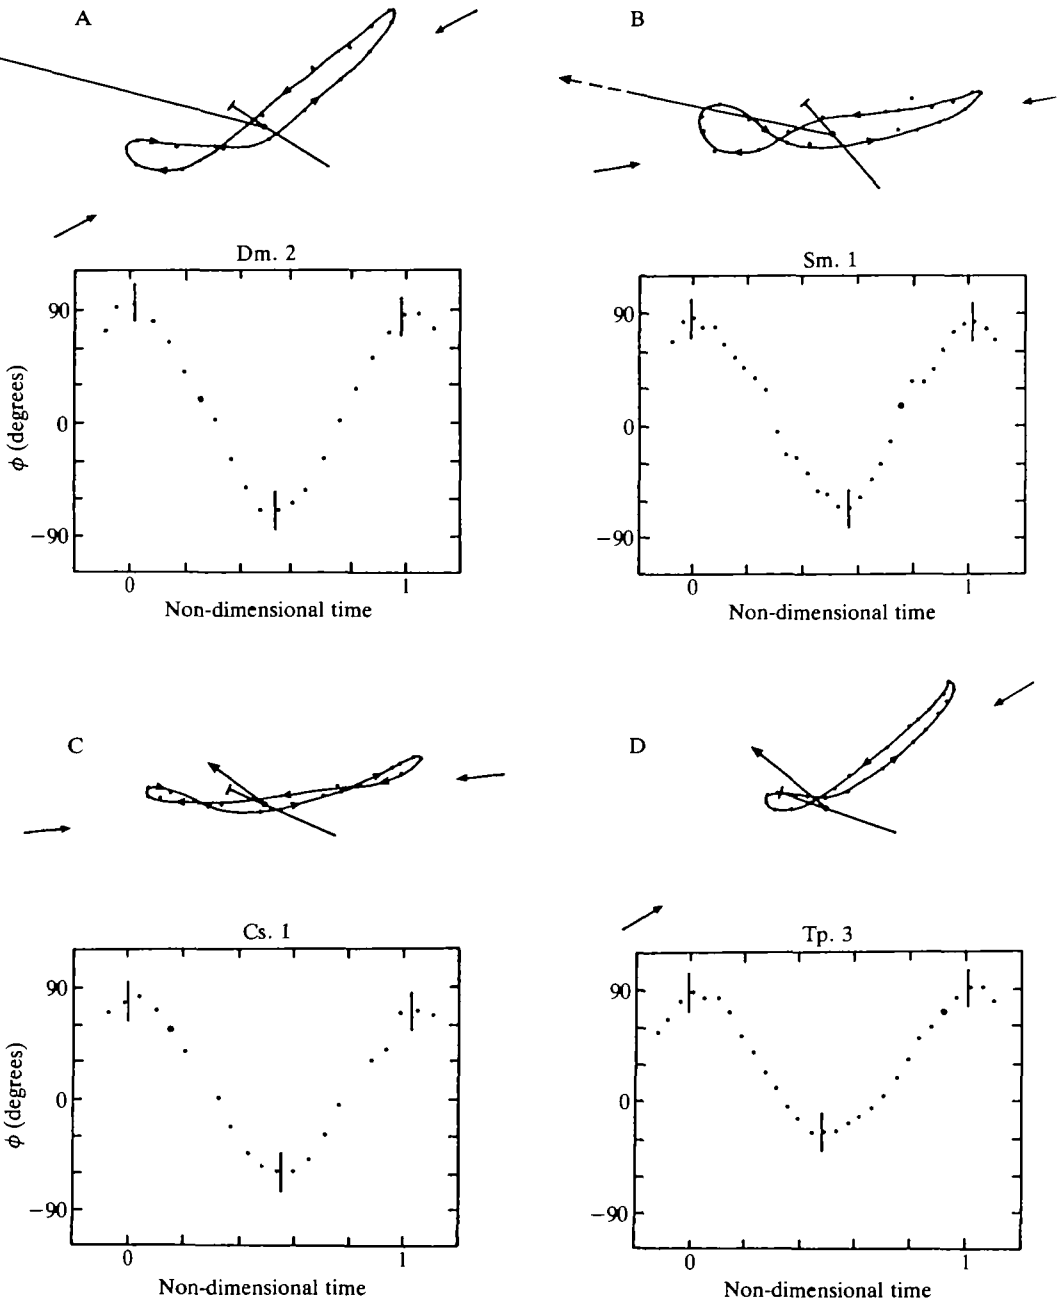 A
B
Dm. 2
Sm. 1
90
0
−90
φ (degrees)
0
1
Non-dimensional time
90
0
−90
0
1
Non-dimensional time
C
D
Cs. 1
Tp. 3
90
0
−90
φ (degrees)
0
1
Non-dimensional time
90
0
−90
0
1
Non-dimensional time